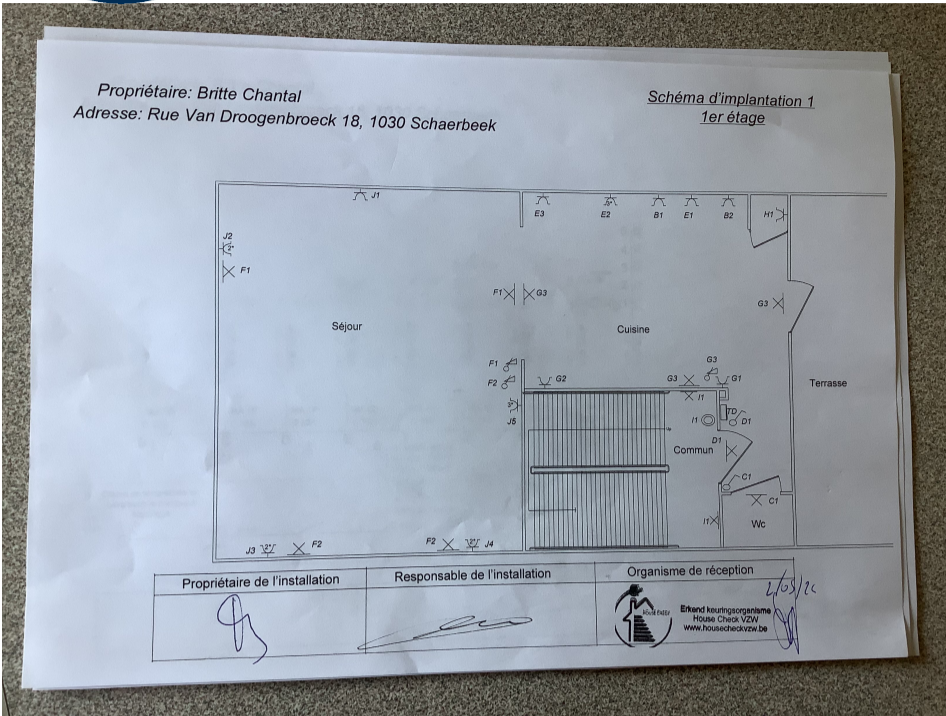 Propriétaire: Britte Chantal
Adresse: Rue Van Droogenbroeck 18, 1030 Schaerbeek
Schéma d'implantation 1
1er étage
J1
E3
E2
B1
E1
B2
H1
J2
F1
F1
G3
G3
Séjour
Cuisine
Terrasse
F1
F2
J5
G2
G3
G3
G1
I1
I1
TD
D1
D1
Commun
C1
C1
I1
Wc
J3
F2
F2
J4
Propriétaire de l'installation
Responsable de l'installation
Organisme de réception
HOUSE CHECK
Erkend keuringsorganisme
House Check VZW
www.housecheckvzw.be